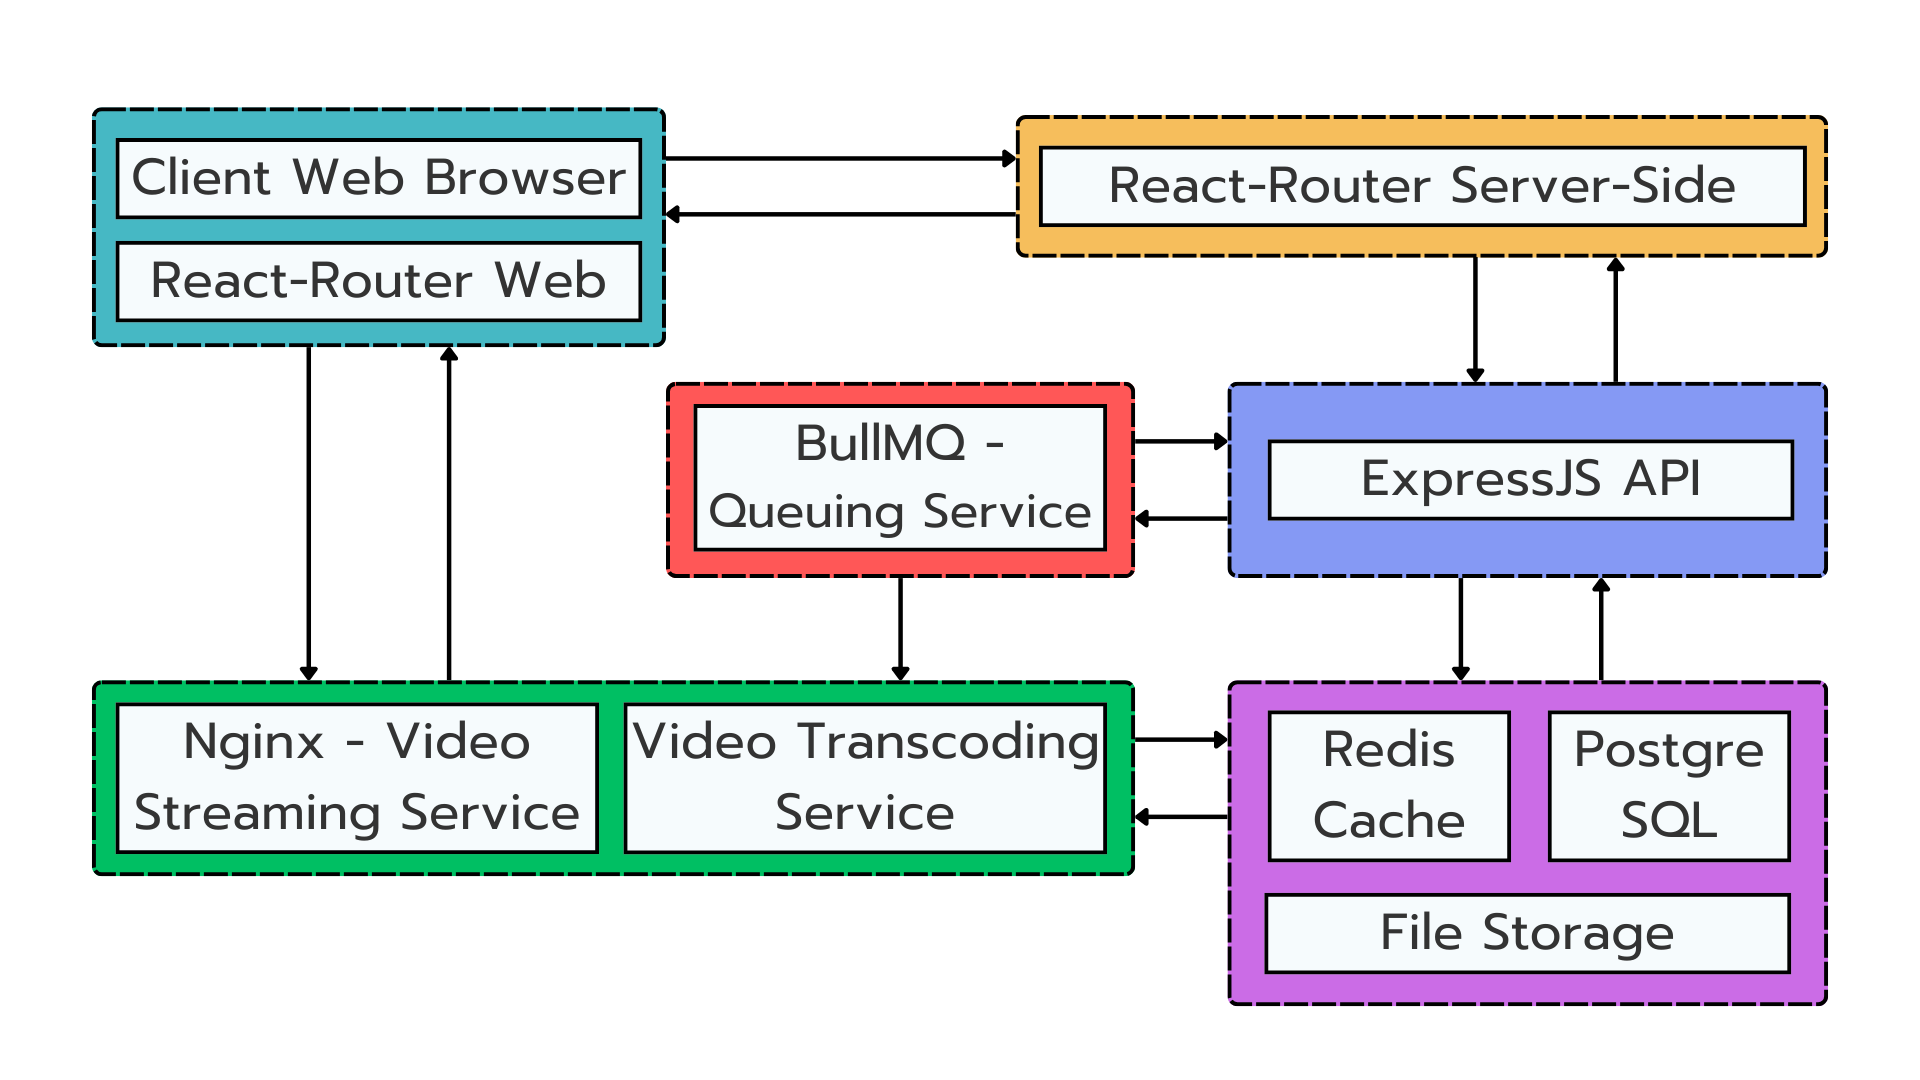 Client Web Browser
React-Router Web
React-Router Server-Side
BullMQ -
Queuing Service
ExpressJS API
Nginx - Video
Streaming Service
Video Transcoding
Service
Redis
Cache
Postgre
SQL
File Storage